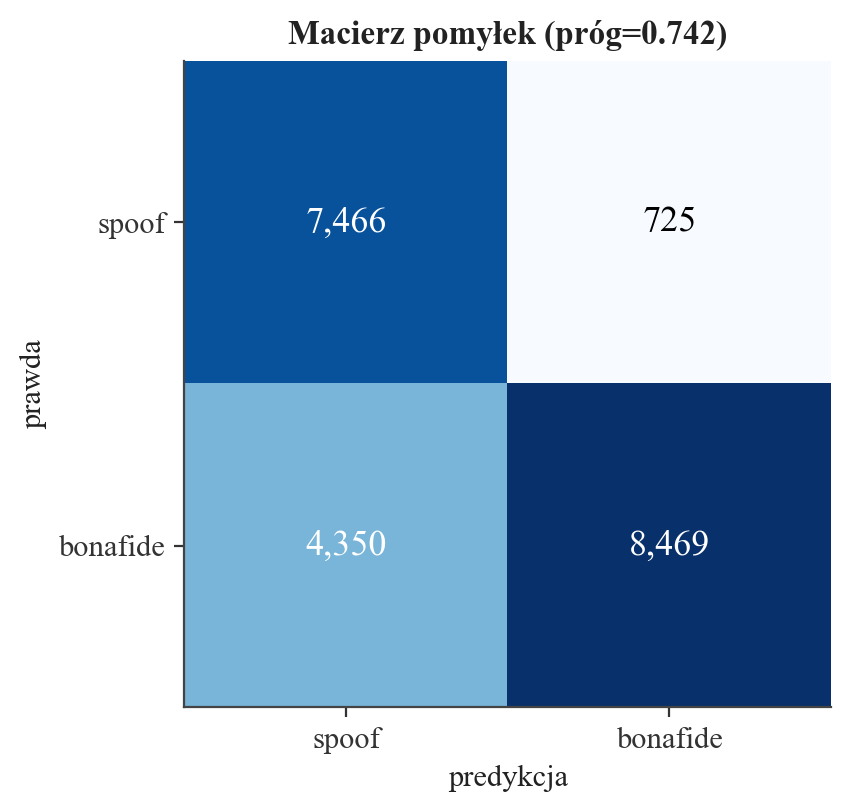 Macierz pomyłek (próg=0.742)
spoof
7,466
725
prawda
bonafide
4,350
8,469
spoof
bonafide
predykcja